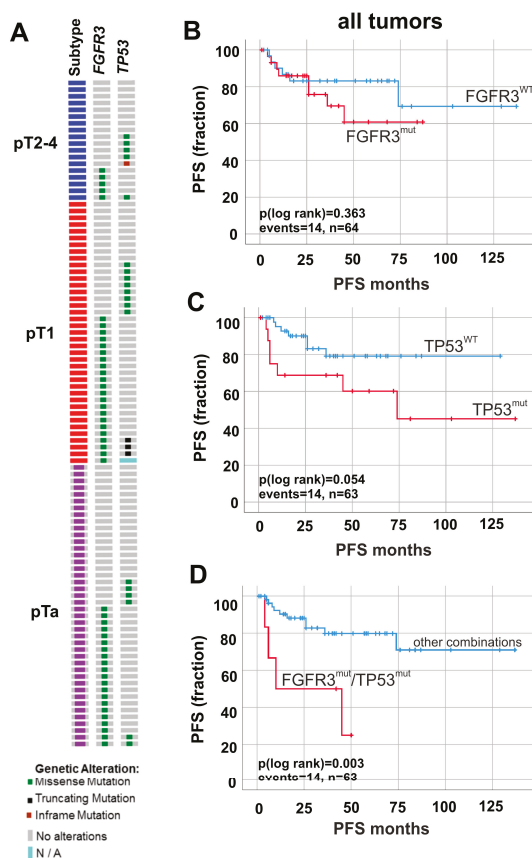 A
Subtype
FGFR3
TP53
pT2-4
pT1
pTa
Genetic Alteration:
Missense Mutation
Truncating Mutation
Inframe Mutation
No alterations
N / A
all tumors
B
100
80
60
40
20
0
PFS (fraction)
FGFR3WT
FGFR3mut
p(log rank)=0.363
events=14, n=64
0 25 50 75 100 125
PFS months
C
100
80
60
40
20
0
PFS (fraction)
TP53WT
TP53mut
p(log rank)=0.054
events=14, n=63
0 25 50 75 100 125
PFS months
D
100
80
60
40
20
0
PFS (fraction)
other combinations
FGFR3mut/TP53mut
p(log rank)=0.003
events=14, n=63
0 25 50 75 100 125
PFS months